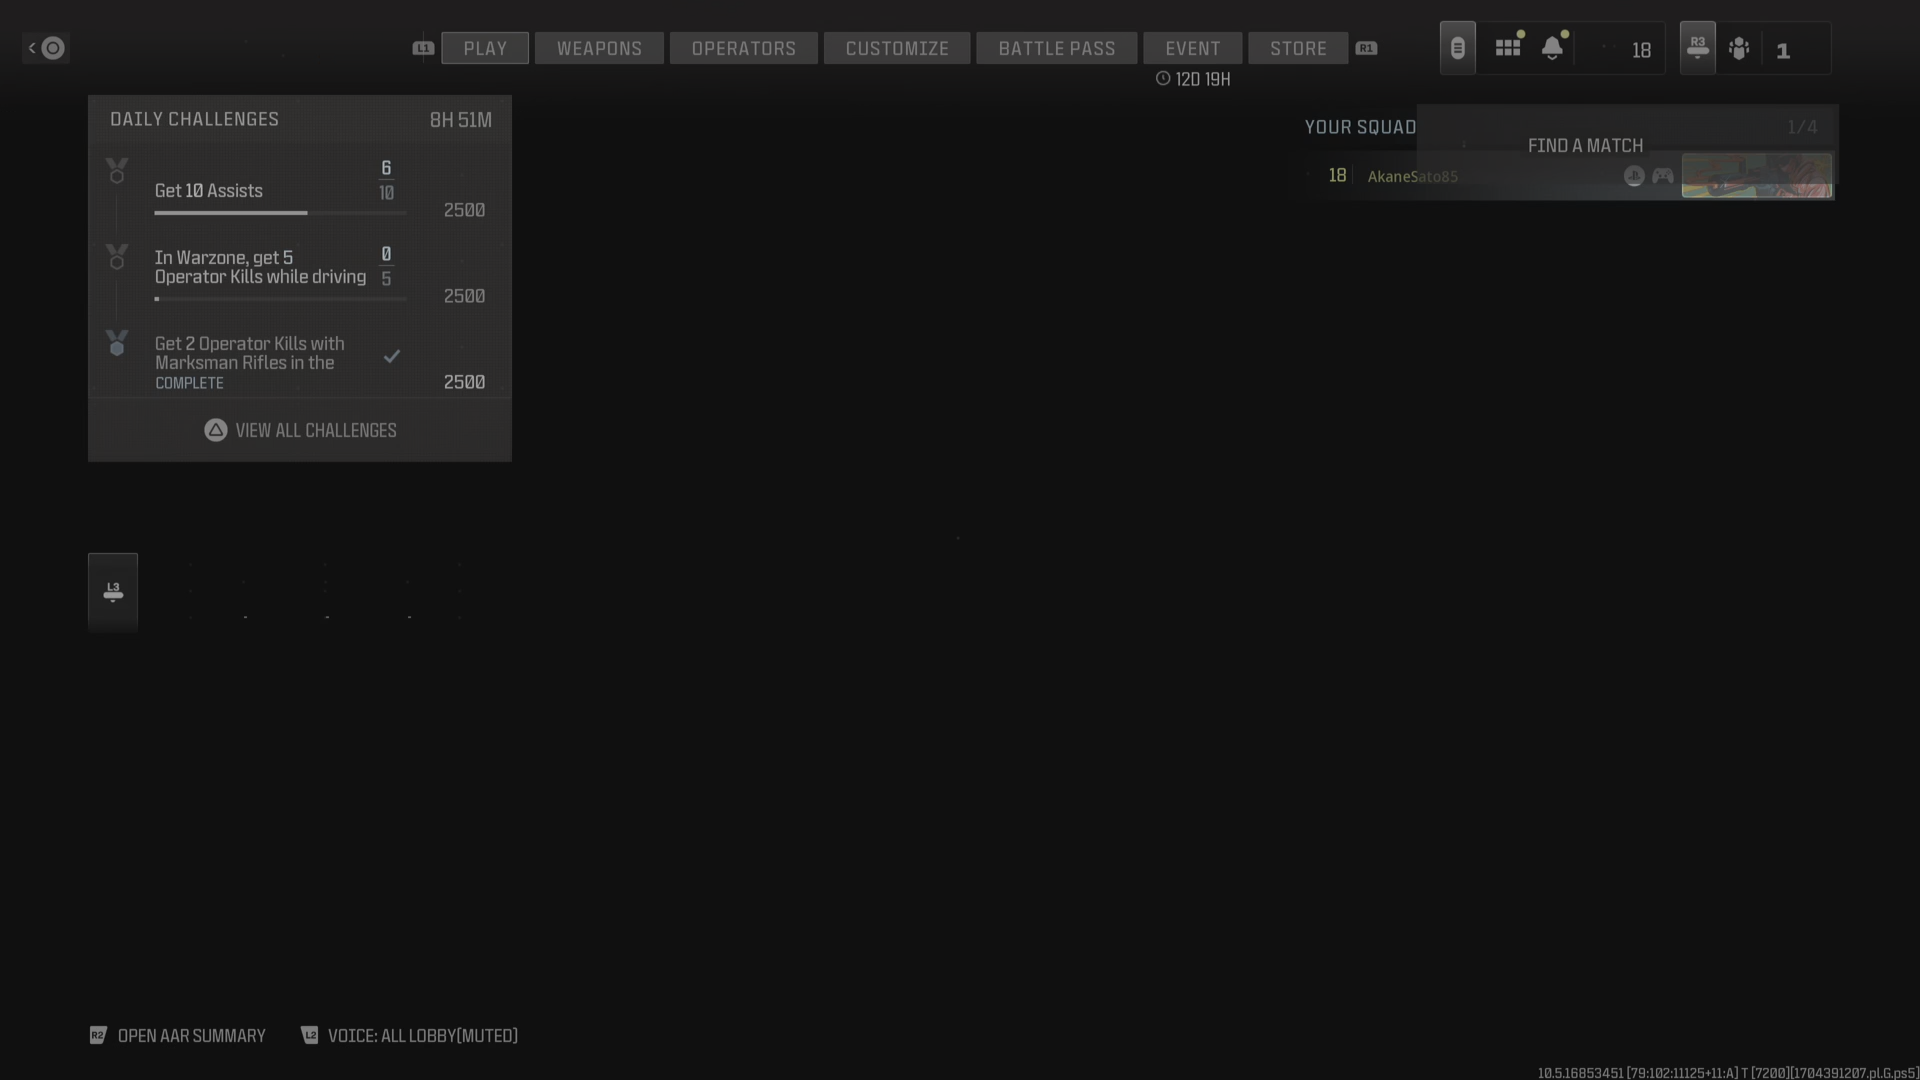 L1 PLAY WEAPONS OPERATORS CUSTOMIZE BATTLE PASS EVENT STORE R1 18 R3 1
12D 19H
DAILY CHALLENGES 8H 51M
Get 10 Assists 6 10
2500
In Warzone, get 5
Operator Kills while driving 0 5
2500
Get 2 Operator Kills with
Marksman Rifles in the
COMPLETE 2500
VIEW ALL CHALLENGES
YOUR SQUAD 1/4
FIND A MATCH
18 AkaneSato85
L3
R2 OPEN AAR SUMMARY L2 VOICE: ALL LOBBY[MUTED]
10.5.16853451 [79:102:11125+11:A] T [7200][1704391207.pl.G.ps5]